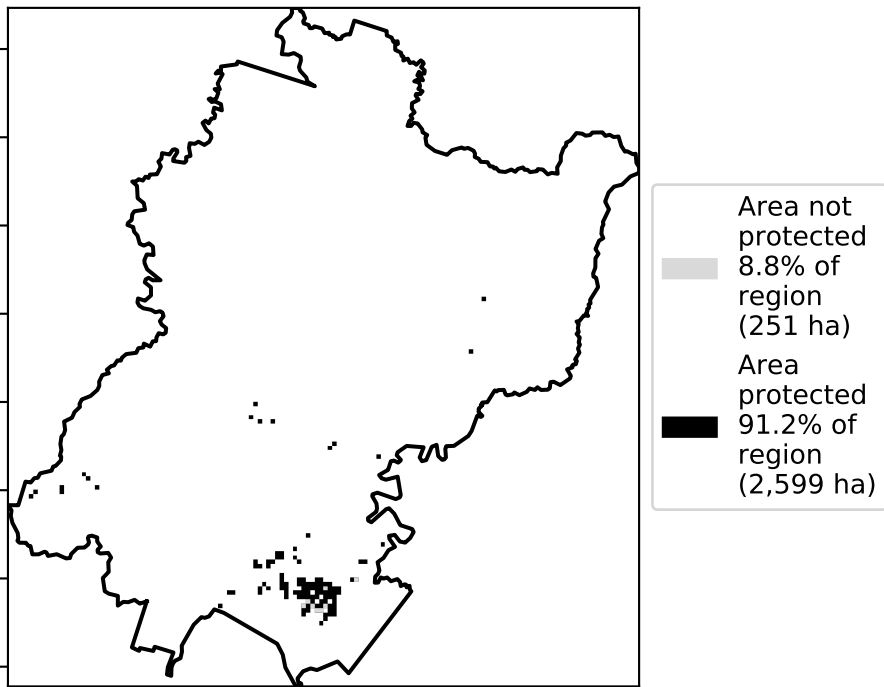 Area not
protected
8.8% of
region
(251 ha)
Area
protected
91.2% of
region
(2,599 ha)